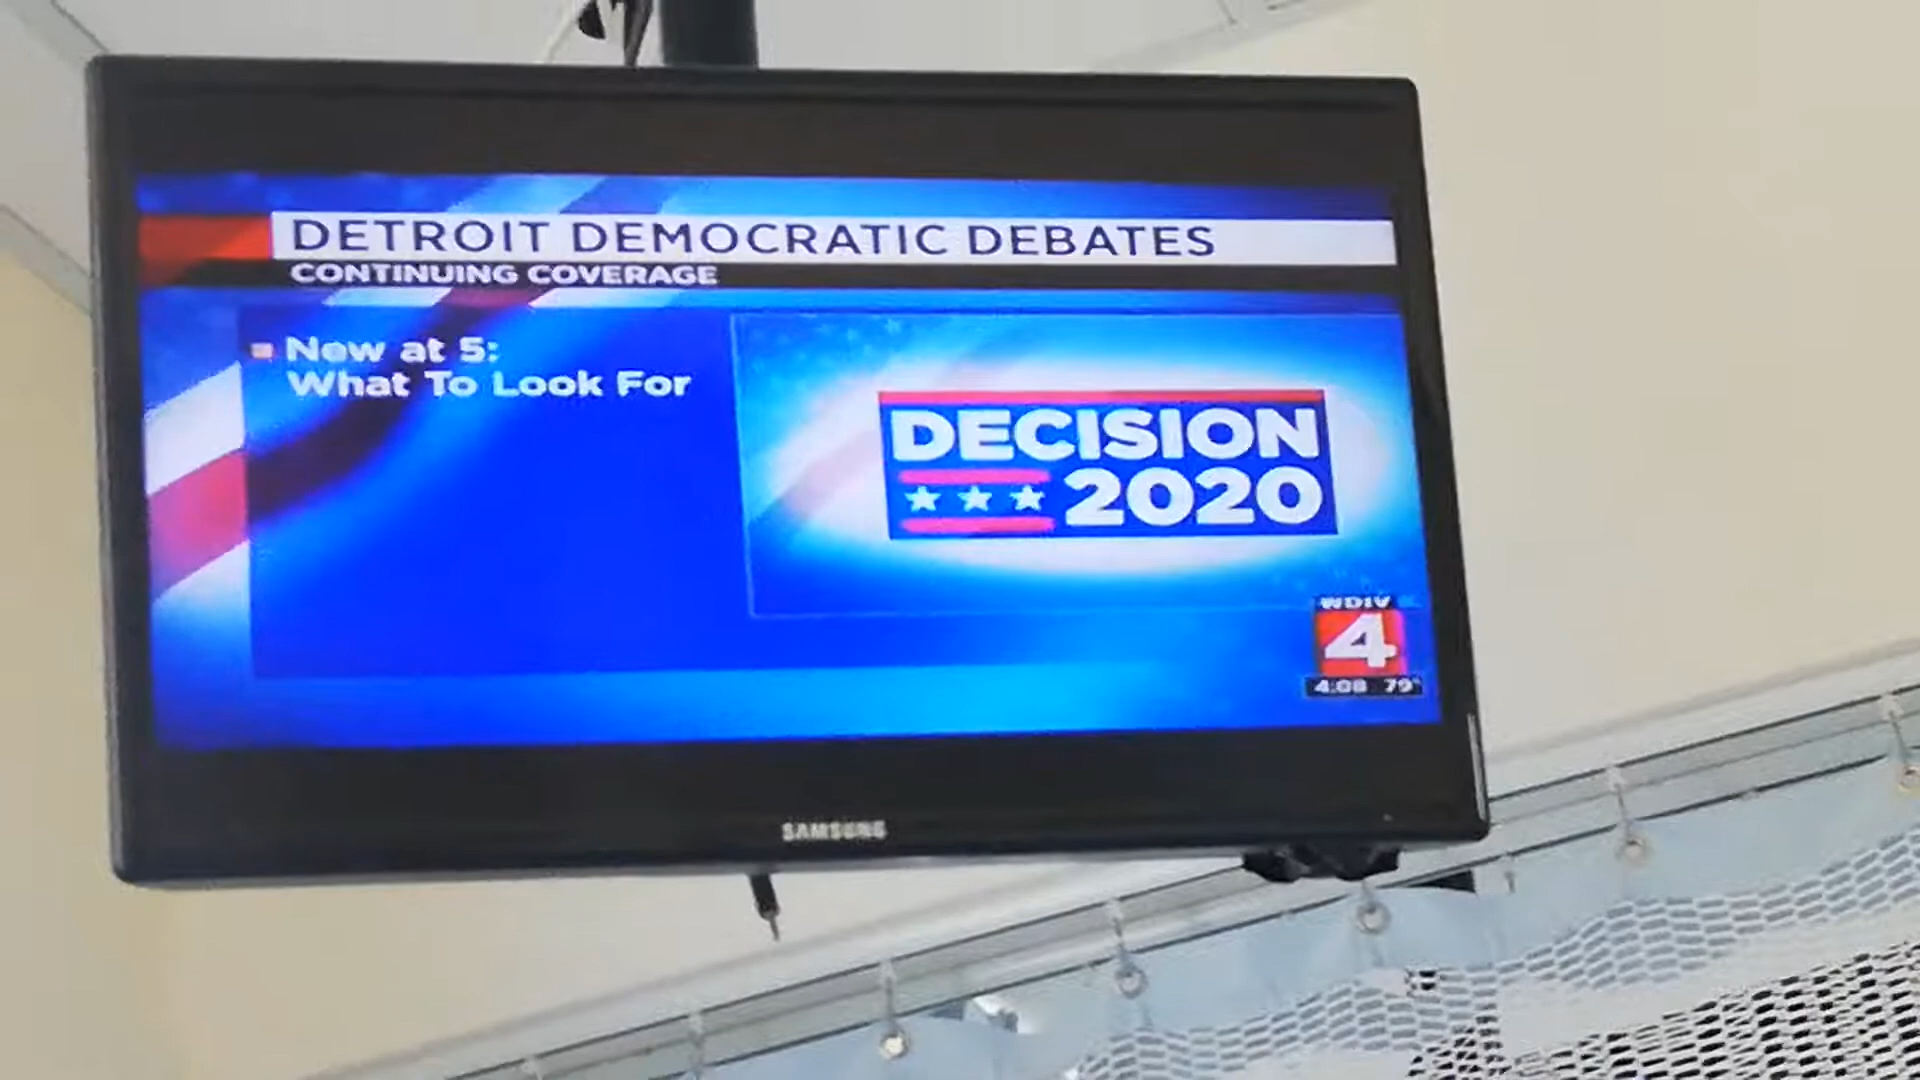 DETROIT DEMOCRATIC DEBATES
CONTINUING COVERAGE
New at 5:
What To Look For
DECISION
2020
WDIV
4
4:08 79°
SAMSUNG